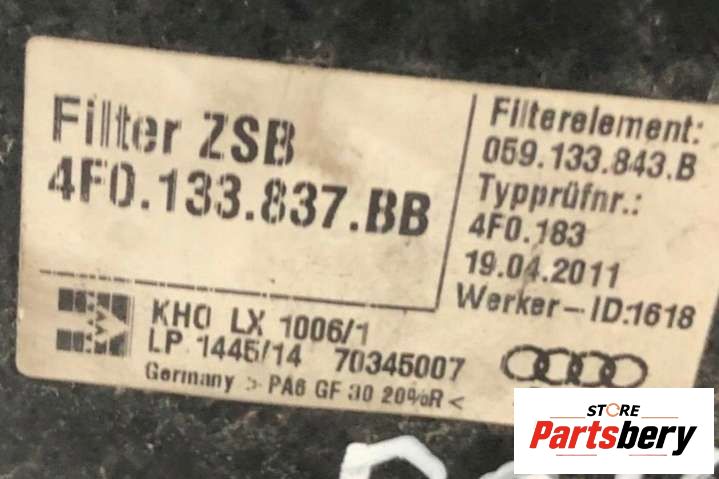 Filter ZSB
4F0.133.837.BB
Filterelement:
059.133.843.B
Typprüfnr.:
4F0.183
19.04.2011
Werker-ID:1618
KHO LX 1006/1
LP 1445/14 70345007
Germany > PA6 GF 30 20%R <
STORE
Partsbery